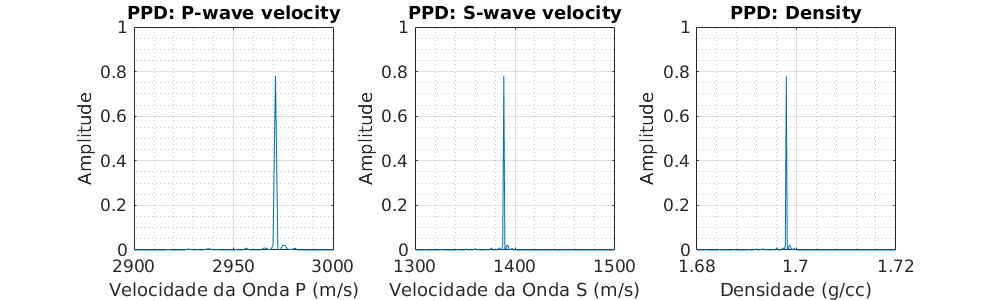 PPD: P-wave velocity
1
0.8
0.6
0.4
0.2
0
Amplitude
2900 2950 3000
Velocidade da Onda P (m/s)
PPD: S-wave velocity
1
0.8
0.6
0.4
0.2
0
Amplitude
1300 1400 1500
Velocidade da Onda S (m/s)
PPD: Density
1
0.8
0.6
0.4
0.2
0
Amplitude
1.68 1.7 1.72
Densidade (g/cc)